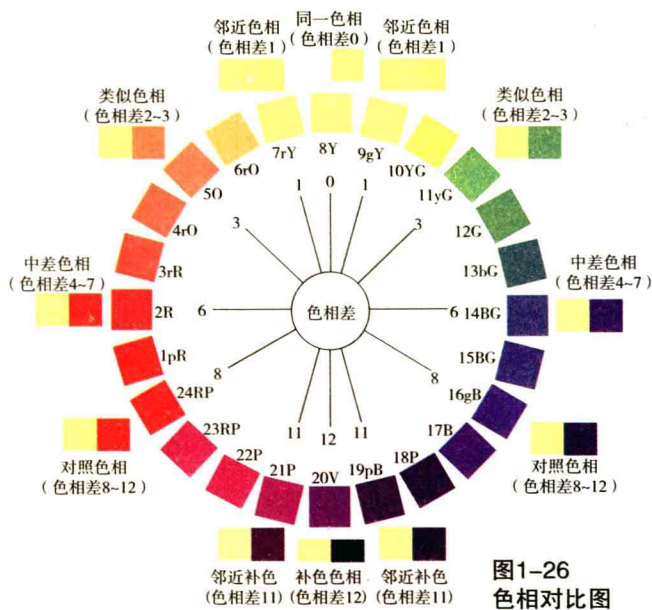 邻近色相
(色相差1)
同一色相
(色相差0)
邻近色相
(色相差1)
类似色相
(色相差2~3)
类似色相
(色相差2~3)
中差色相
(色相差4~7)
中差色相
(色相差4~7)
对照色相
(色相差8~12)
对照色相
(色相差8~12)
邻近补色
(色相差11)
补色色相
(色相差12)
邻近补色
(色相差11)
8Y
9gY
10YG
11yG
12G
13bG
14BG
15BG
16gB
17B
18P
19pB
20V
21P
22P
23RP
24RP
1pR
2R
3rR
4rO
5O
6rO
7rY
0
1
3
6
8
11
12
11
8
6
3
1
色相差
图1-26
色相对比图